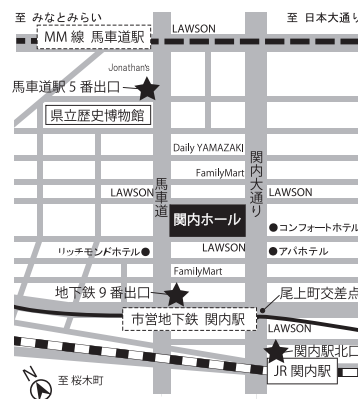 至 みなとみらい
至 日本大通り
MM線 馬車道駅
LAWSON
Jonathan's
馬車道駅5番出口
県立歴史博物館
Daily YAMAZAKI
FamilyMart
馬車道
関内大通り
LAWSON
LAWSON
関内ホール
コンフォートホテル
リッチモンドホテル
LAWSON
アパホテル
FamilyMart
地下鉄9番出口
尾上町交差点
市営地下鉄 関内駅
LAWSON
関内駅北口
JR関内駅
N
至 桜木町